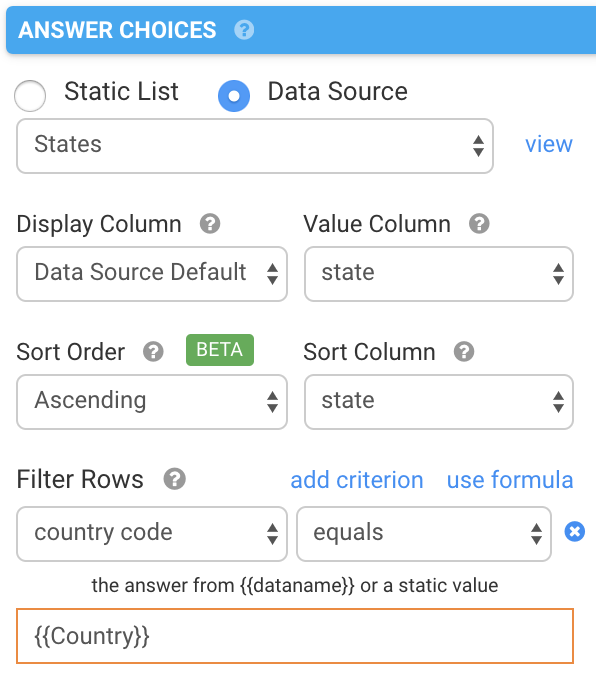 ANSWER CHOICES ?
Static List Data Source
States view
Display Column ? Value Column ?
Data Source Default state
Sort Order ? BETA Sort Column ?
Ascending state
Filter Rows ? add criterion use formula
country code equals
the answer from {{dataname}} or a static value
{{Country}}